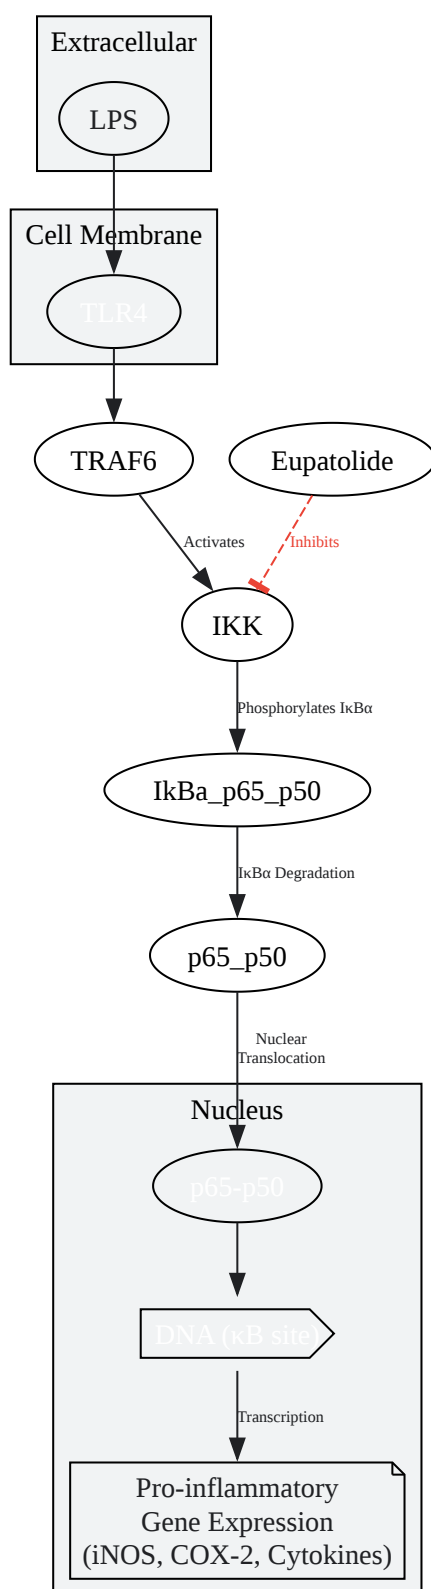 Extracellular
LPS
Cell Membrane
TLR4
TRAF6
Eupatolide
Activates
Inhibits
IKK
Phosphorylates IκBα
IkBa_p65_p50
IκBα Degradation
p65_p50
Nuclear
Translocation
Nucleus
p65-p50
DNA (κB site)
Transcription
Pro-inflammatory
Gene Expression
(iNOS, COX-2, Cytokines)